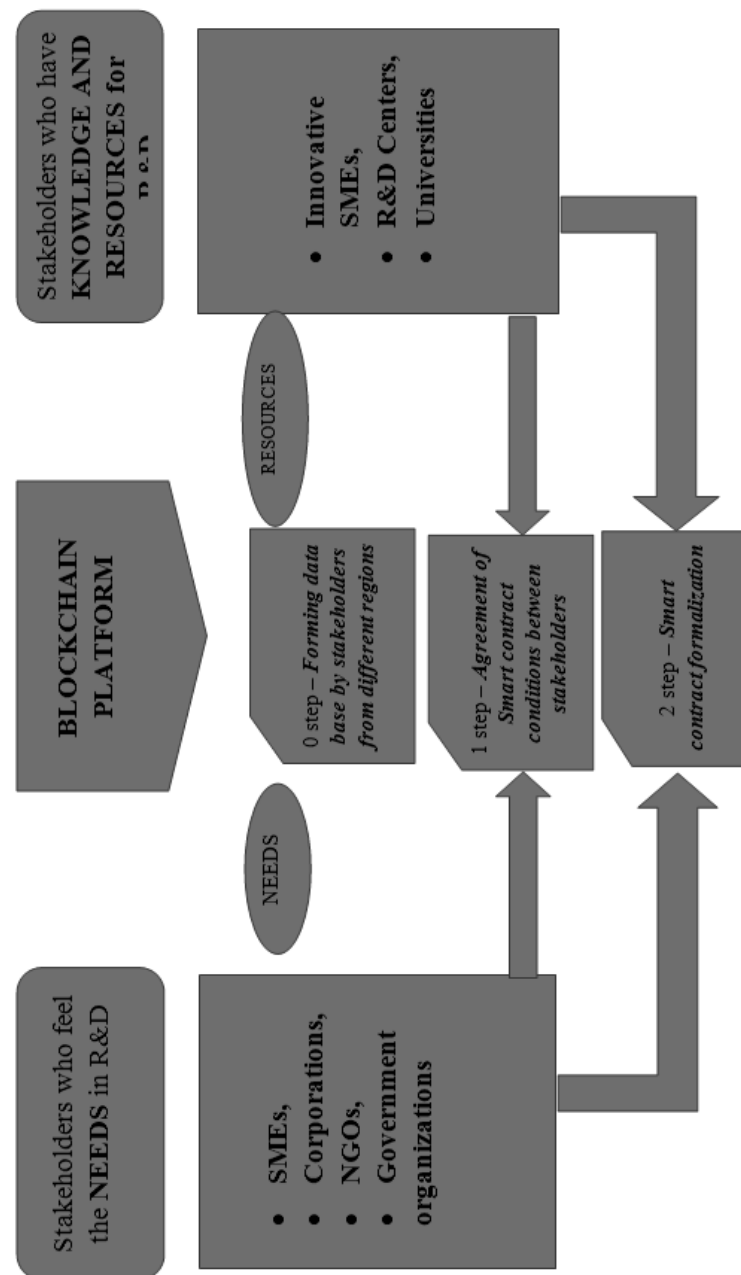 Stakeholders who feel
the NEEDS in R&D
BLOCKCHAIN
PLATFORM
Stakeholders who have
KNOWLEDGE AND
RESOURCES for
R&D
• SMEs,
• Corporations,
• NGOs,
• Government
organizations
NEEDS
RESOURCES
• Innovative
SMEs,
• R&D Centers,
• Universities
0 step – Forming data
base by stakeholders
from different regions
1 step – Agreement of
Smart contract
conditions between
stakeholders
2 step – Smart
contract formalization